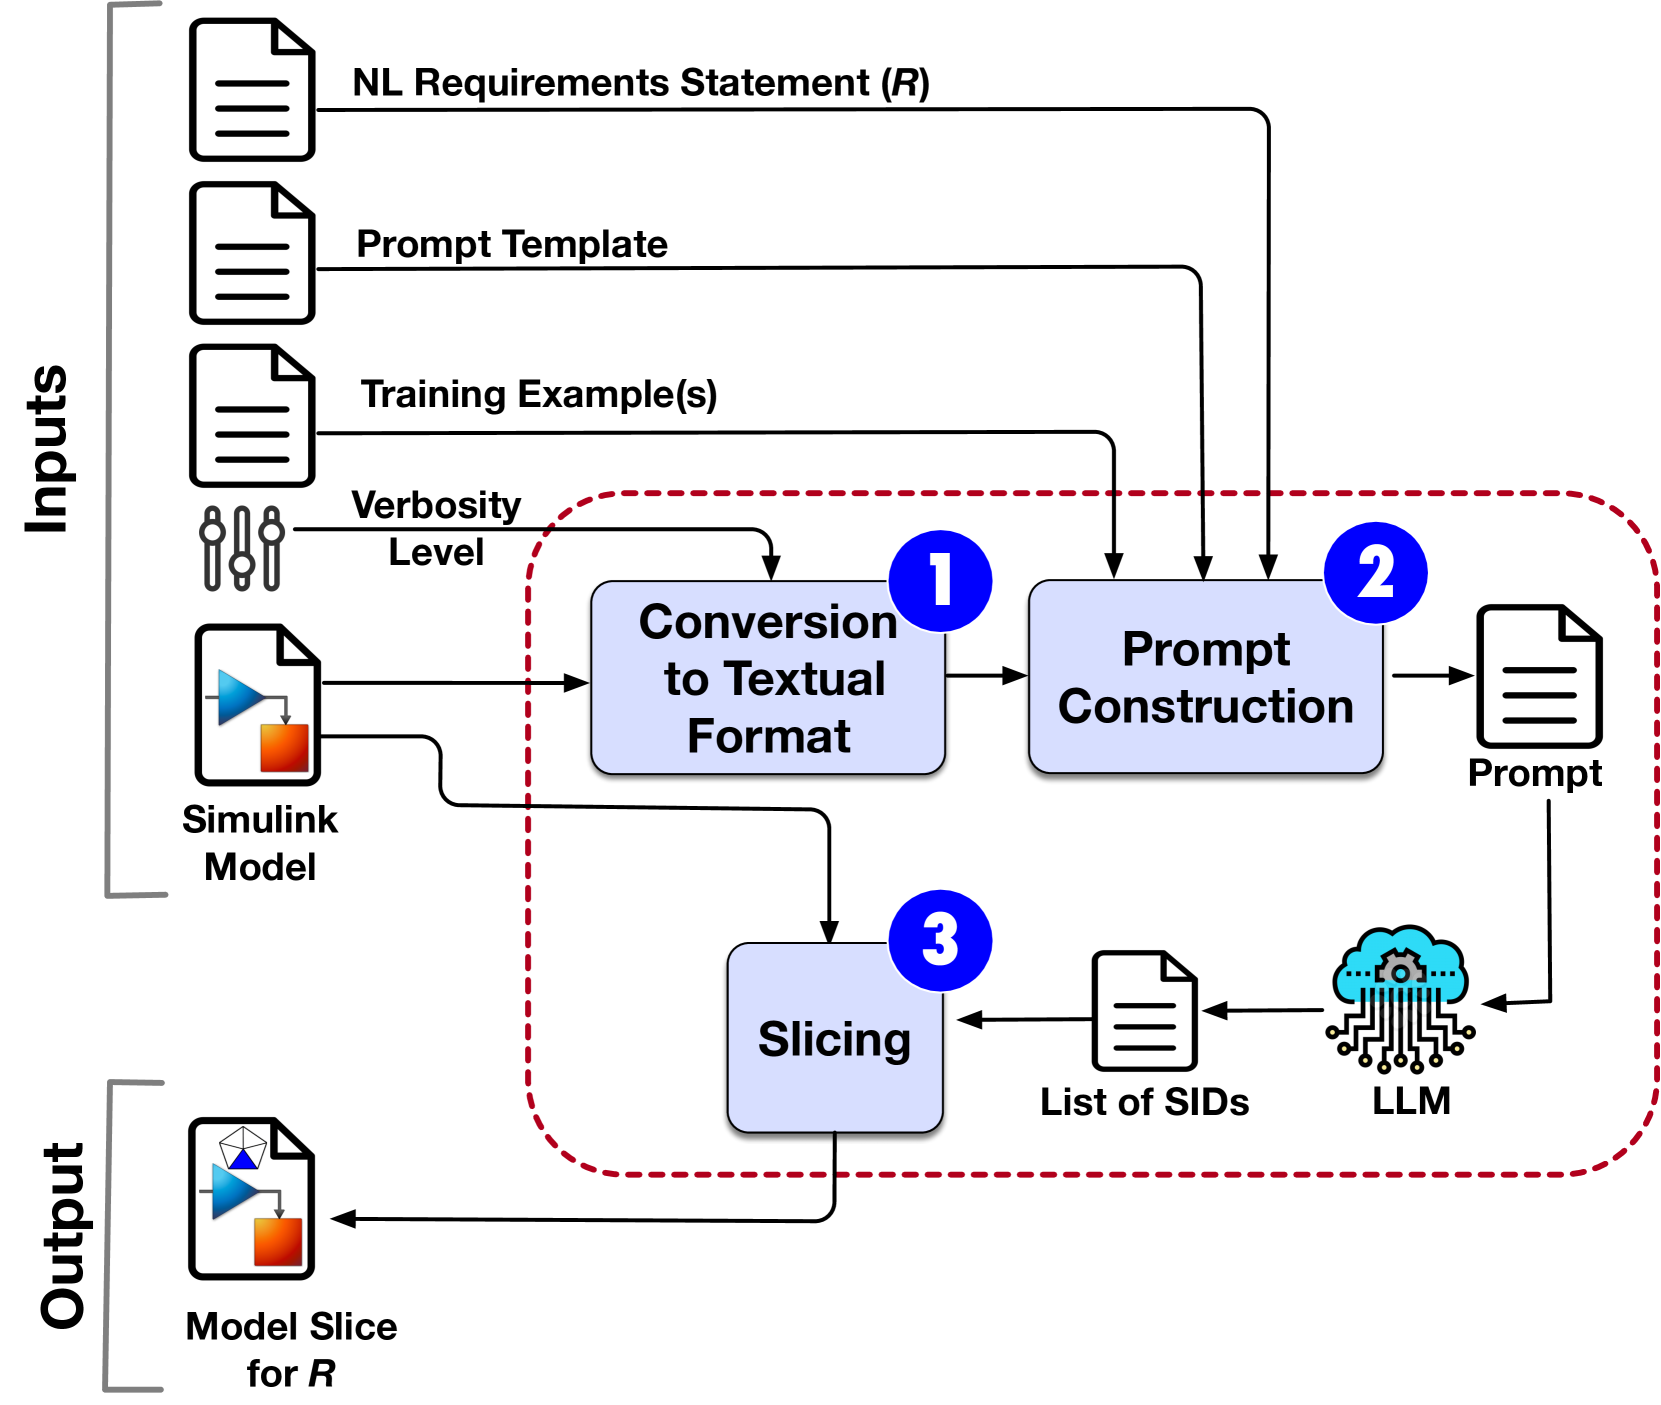 Inputs
NL Requirements Statement (R)
Prompt Template
Training Example(s)
Verbosity
Level
1
Conversion
to Textual
Format
2
Prompt
Construction
Prompt
Simulink
Model
3
Slicing
List of SIDs
LLM
Output
Model Slice
for R